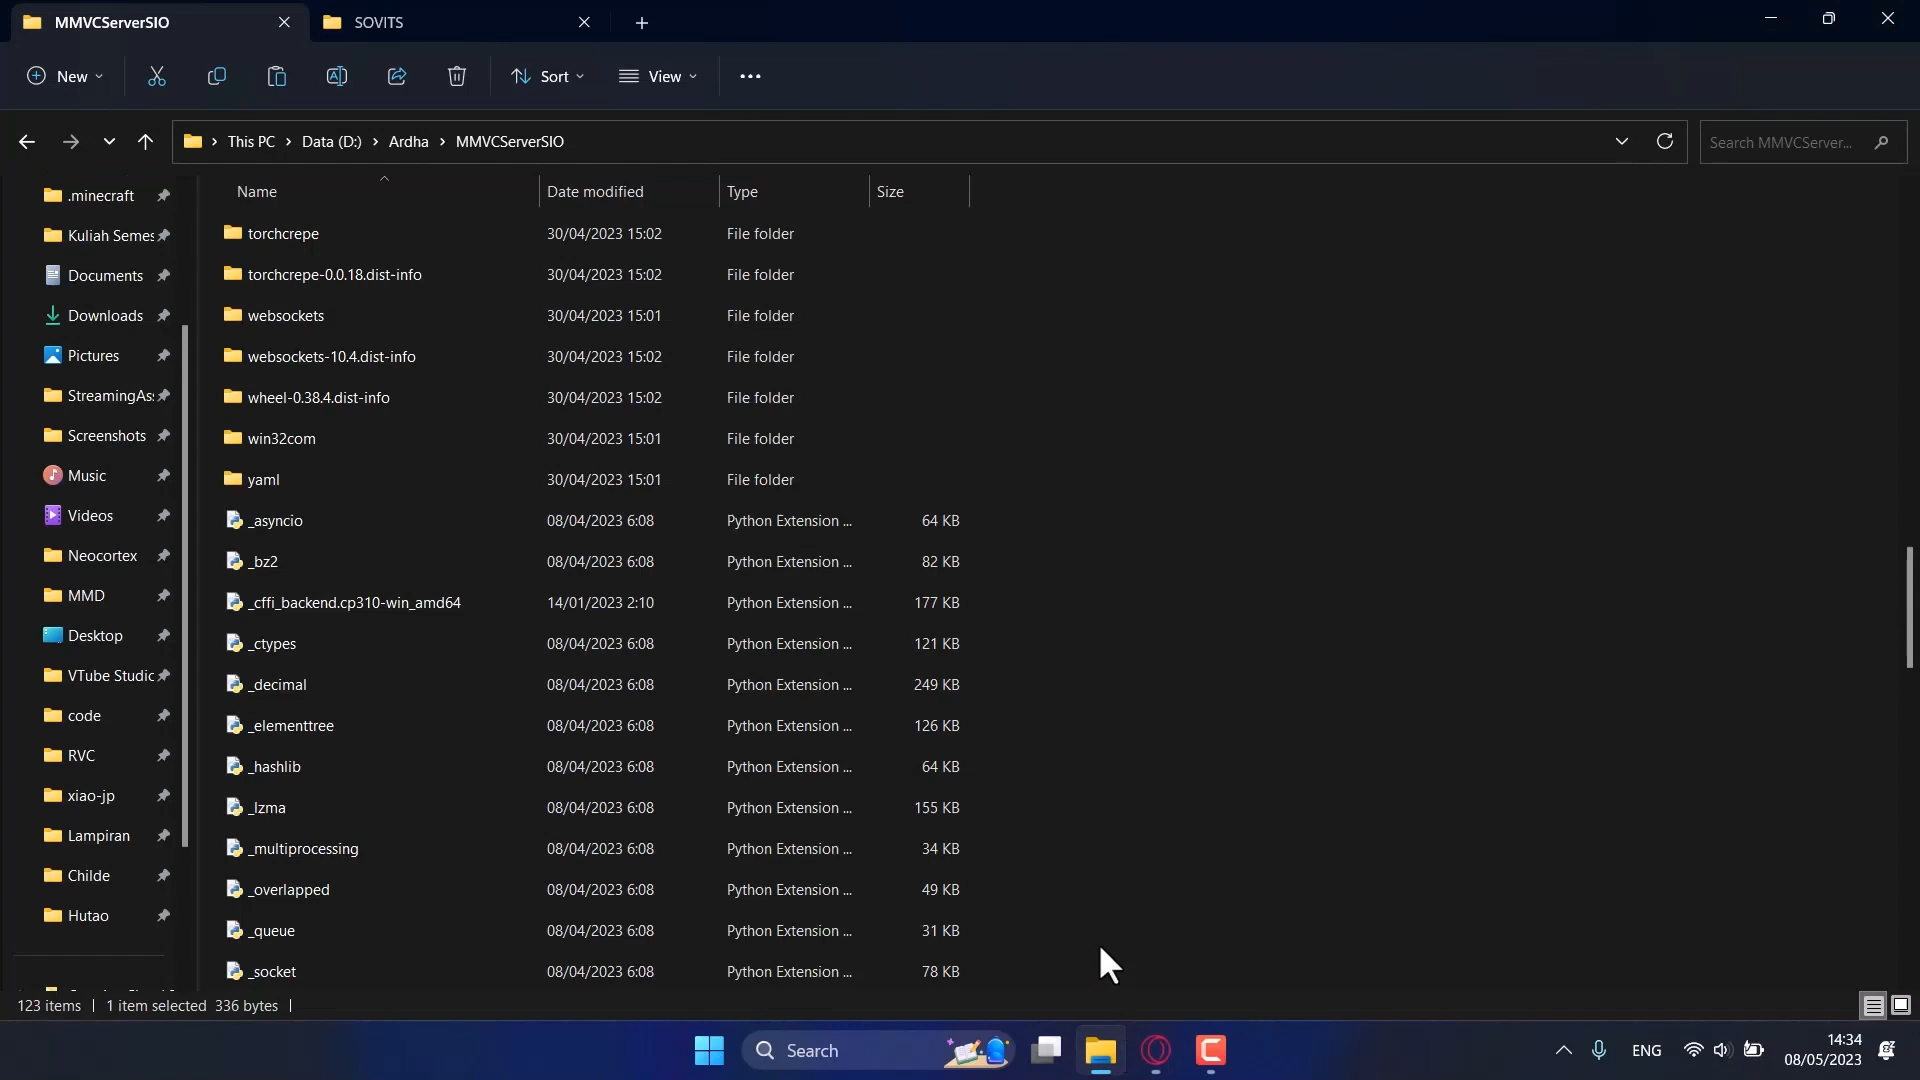 MMVCServerSIO
SOVITS
New
Sort
View
This PC > Data (D:) > Ardha > MMVCServerSIO
Search MMVCServer...
Name Date modified Type Size
.minecraft
Kuliah Semes
Documents
Downloads
Pictures
StreamingAs
Screenshots
Music
Videos
Neocortex
MMD
Desktop
VTube Studic
code
RVC
xiao-jp
Lampiran
Childe
Hutao
torchcrepe 30/04/2023 15:02 File folder
torchcrepe-0.0.18.dist-info 30/04/2023 15:02 File folder
websockets 30/04/2023 15:01 File folder
websockets-10.4.dist-info 30/04/2023 15:02 File folder
wheel-0.38.4.dist-info 30/04/2023 15:02 File folder
win32com 30/04/2023 15:01 File folder
yaml 30/04/2023 15:01 File folder
_asyncio 08/04/2023 6:08 Python Extension ... 64 KB
_bz2 08/04/2023 6:08 Python Extension ... 82 KB
_cffi_backend.cp310-win_amd64 14/01/2023 2:10 Python Extension ... 177 KB
_ctypes 08/04/2023 6:08 Python Extension ... 121 KB
_decimal 08/04/2023 6:08 Python Extension ... 249 KB
_elementtree 08/04/2023 6:08 Python Extension ... 126 KB
_hashlib 08/04/2023 6:08 Python Extension ... 64 KB
_lzma 08/04/2023 6:08 Python Extension ... 155 KB
_multiprocessing 08/04/2023 6:08 Python Extension ... 34 KB
_overlapped 08/04/2023 6:08 Python Extension ... 49 KB
_queue 08/04/2023 6:08 Python Extension ... 31 KB
_socket 08/04/2023 6:08 Python Extension ... 78 KB
123 items | 1 item selected 336 bytes |
Search
ENG
14:34
08/05/2023